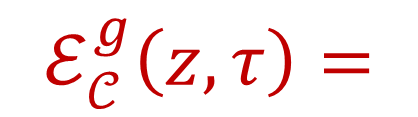 ℰ_𝒞^g(z, τ) =